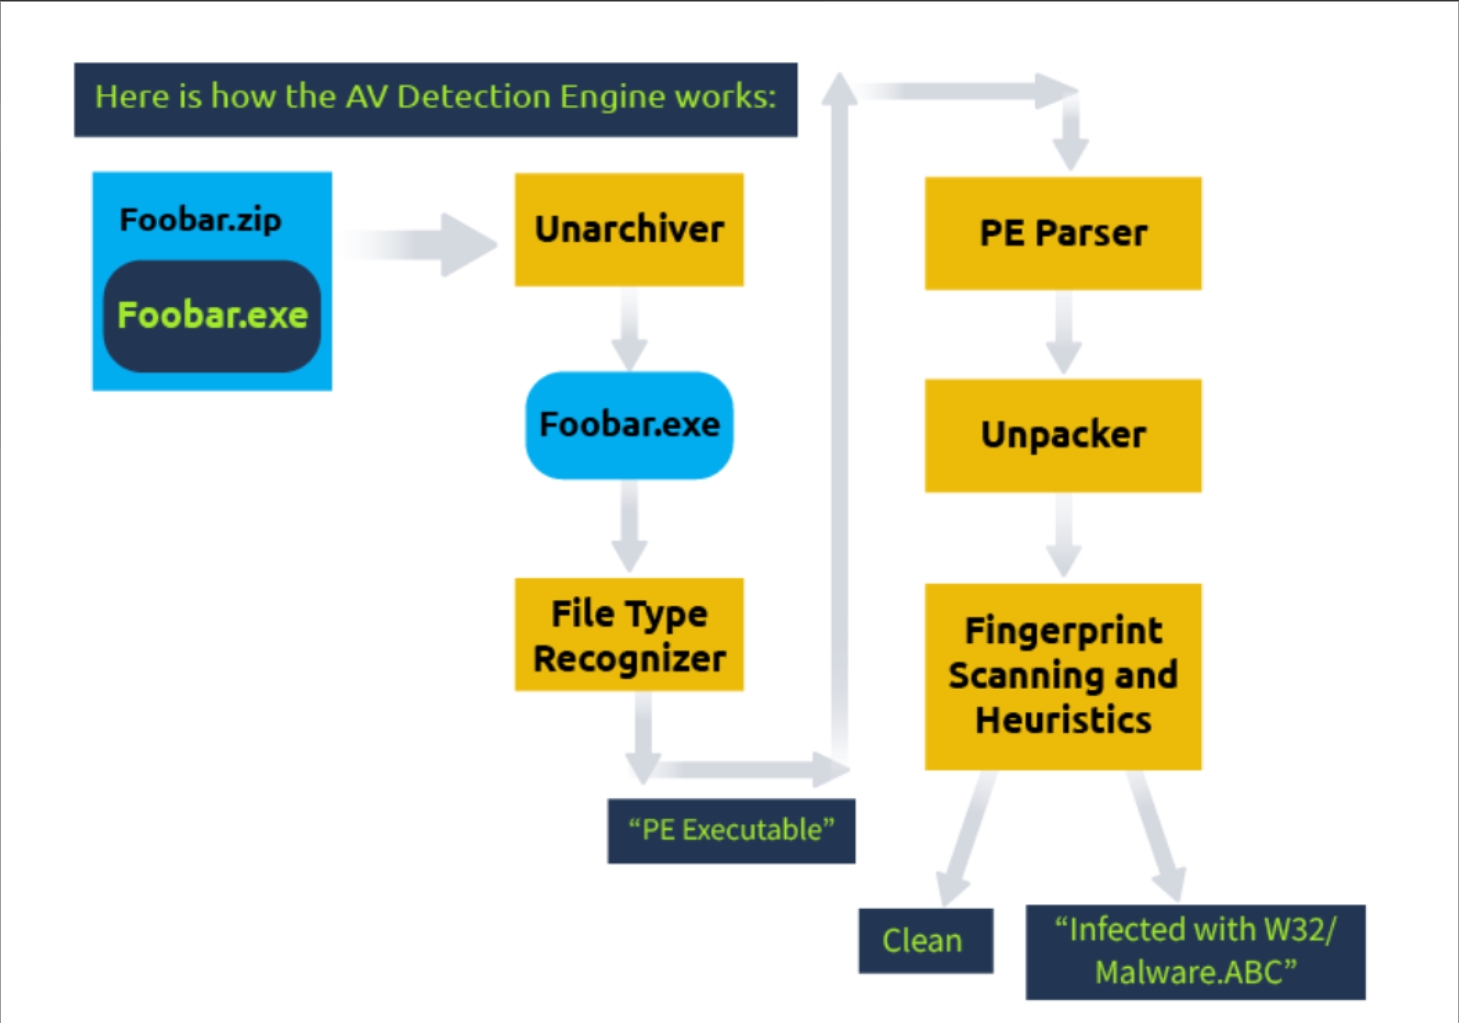 Here is how the AV Detection Engine works:
Foobar.zip
Foobar.exe
Unarchiver
Foobar.exe
File Type
Recognizer
“PE Executable”
PE Parser
Unpacker
Fingerprint
Scanning and
Heuristics
Clean
“Infected with W32/
Malware.ABC”